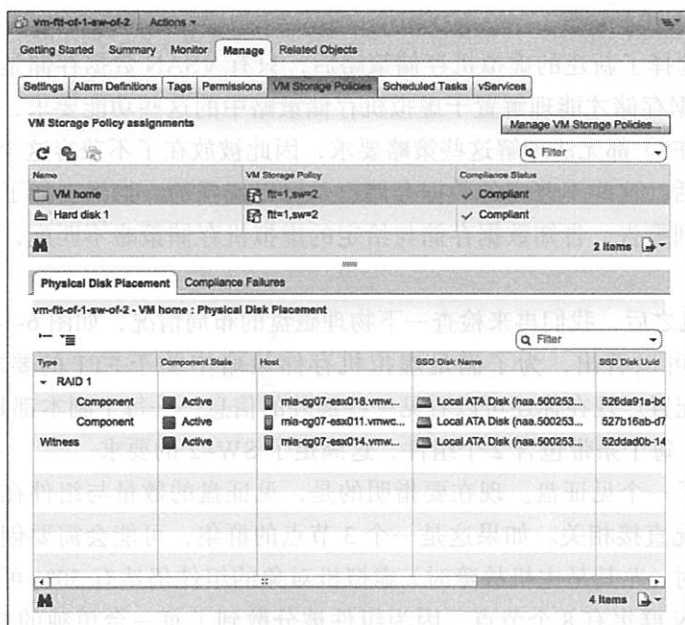 vm-ftt-of-1-sw-of-2 Actions
Getting Started Summary Monitor Manage Related Objects
Settings Alarm Definitions Tags Permissions VM Storage Policies Scheduled Tasks vServices
VM Storage Policy assignments
Manage VM Storage Policies...
Filter
Name VM Storage Policy Compliance Status
VM home ftt=1,sw=2 Compliant
Hard disk 1 ftt=1,sw=2 Compliant
2 items
Physical Disk Placement Compliance Failures
vm-ftt-of-1-sw-of-2 - VM home : Physical Disk Placement
Filter
Type Component State Host SSD Disk Name SSD Disk Uuid
RAID 1
Component Active mia-cg07-esx018.vmw... Local ATA Disk (naa.500253... 526da91a-b0
Component Active mia-cg07-esx011.vmwc... Local ATA Disk (naa.500253... 527b16ab-d7
Witness Active mia-cg07-esx014.vmw... Local ATA Disk (naa.500253... 52ddad0b-14
4 items